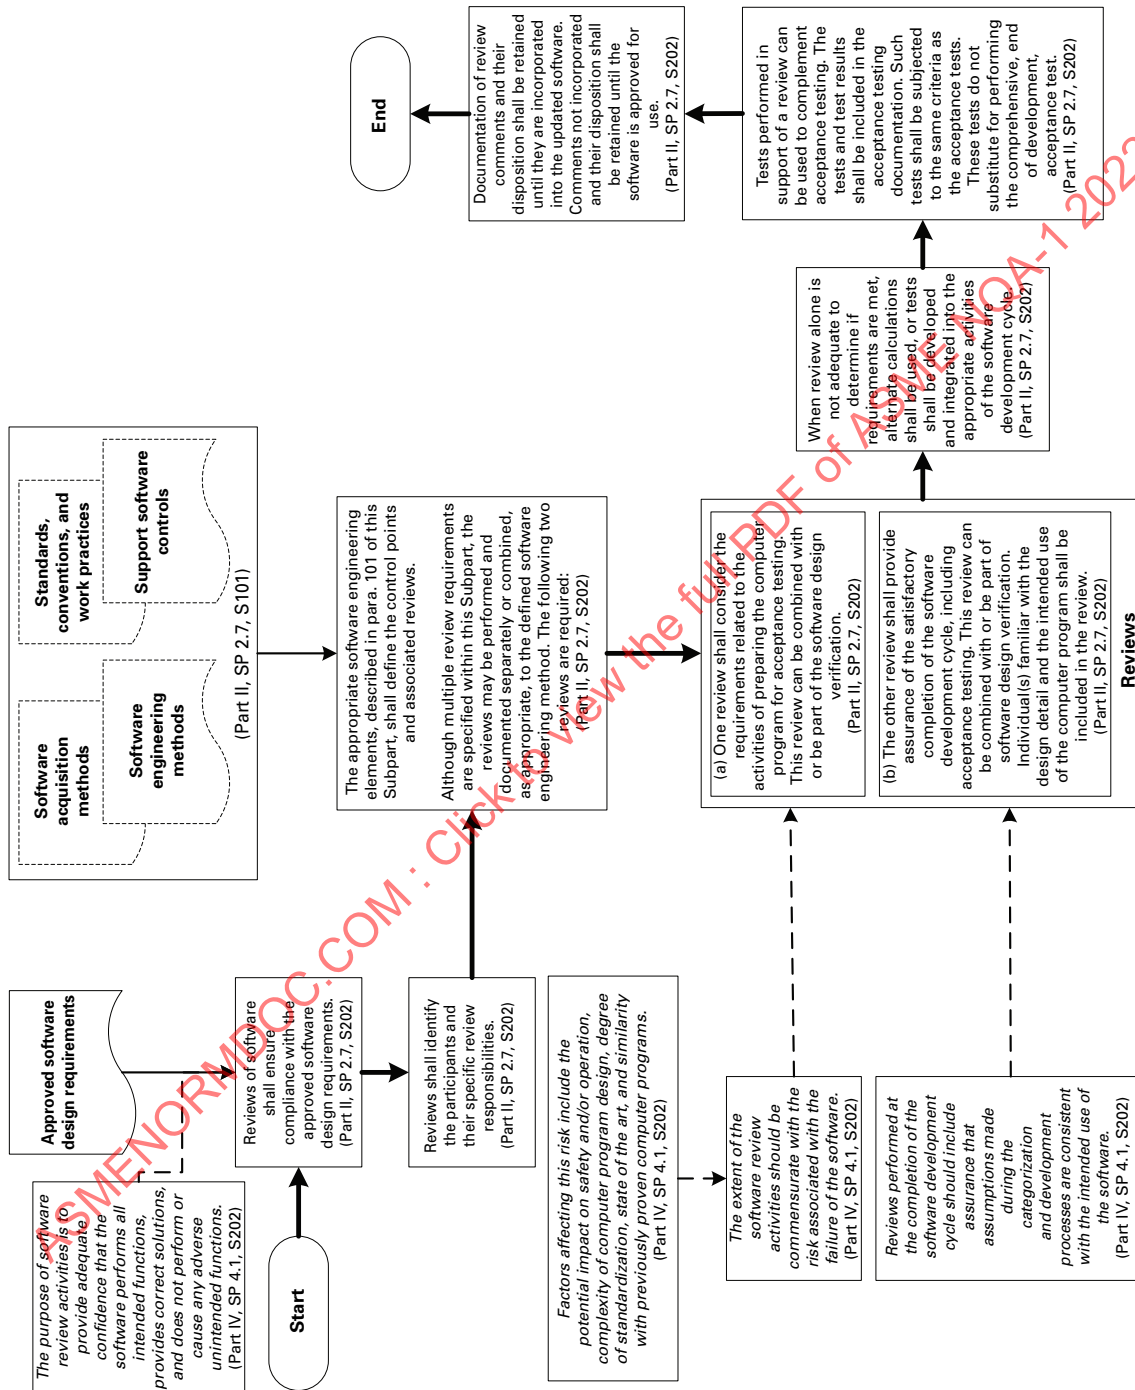 The purpose of software
review activities is to
provide adequate
confidence that the
software performs all
intended functions,
provides correct solutions,
and does not perform or
cause any adverse
unintended functions.
(Part IV, SP 4.1, S202)
Approved software
design requirements
Software
acquisition
methods
Software
engineering
methods
Standards,
conventions, and
work practices
Support software
controls
(Part II, SP 2.7, S101)
Start
Reviews of software
shall ensure
compliance with the
approved software
design requirements.
(Part II, SP 2.7, S202)
Reviews shall identify
the participants and
their specific review
responsibilities.
(Part II, SP 2.7, S202)
The appropriate software engineering
elements, described in para. 101 of this
Subpart, shall define the control points
and associated reviews.
Although multiple review requirements
are specified within this Subpart, the
reviews may be performed and
documented separately or combined,
as appropriate, to the defined software
engineering method. The following two
reviews are required:
(Part II, SP 2.7, S202)
Factors affecting this risk include the
potential impact on safety and/or operation,
complexity of computer program design, degree
of standardization, state of the art, and similarity
with previously proven computer programs.
(Part IV, SP 4.1, S202)
The extent of the
software review
activities should be
commensurate with the
risk associated with the
failure of the software.
(Part IV, SP 4.1, S202)
Reviews performed at
the completion of the
software development
cycle should include
assurance that
assumptions made
during the
categorization
and development
processes are consistent
with the intended use of
the software.
(Part IV, SP 4.1, S202)
(a) One review shall consider the
requirements related to the
activities of preparing the computer
program for acceptance testing.
This review can be combined with
or be part of the software design
verification.
(Part II, SP 2.7, S202)
(b) The other review shall provide
assurance of the satisfactory
completion of the software
development cycle, including
acceptance testing. This review can
be combined with or be part of
software design verification.
Individual(s) familiar with the
design detail and the intended use
of the computer program shall be
included in the review.
(Part II, SP 2.7, S202)
Reviews
When review alone is
not adequate to
determine if
requirements are met,
alternate calculations
shall be used, or tests
shall be developed
and integrated into the
appropriate activities
of the software
development cycle.
(Part II, SP 2.7, S202)
Tests performed in
support of a review can
be used to complement
acceptance testing. The
tests and test results
shall be included in the
acceptance testing
documentation. Such
tests shall be subjected
to the same criteria as
the acceptance tests.
These tests do not
substitute for performing
the comprehensive, end
of development,
acceptance test.
(Part II, SP 2.7, S202)
Documentation of review
comments and their
disposition shall be retained
until they are incorporated
into the updated software.
Comments not incorporated
and their disposition shall
be retained until the
software is approved for
use.
(Part II, SP 2.7, S202)
End
ASMENORMDOC.COM : Click to view the full PDF of ASME NQA-1 2022